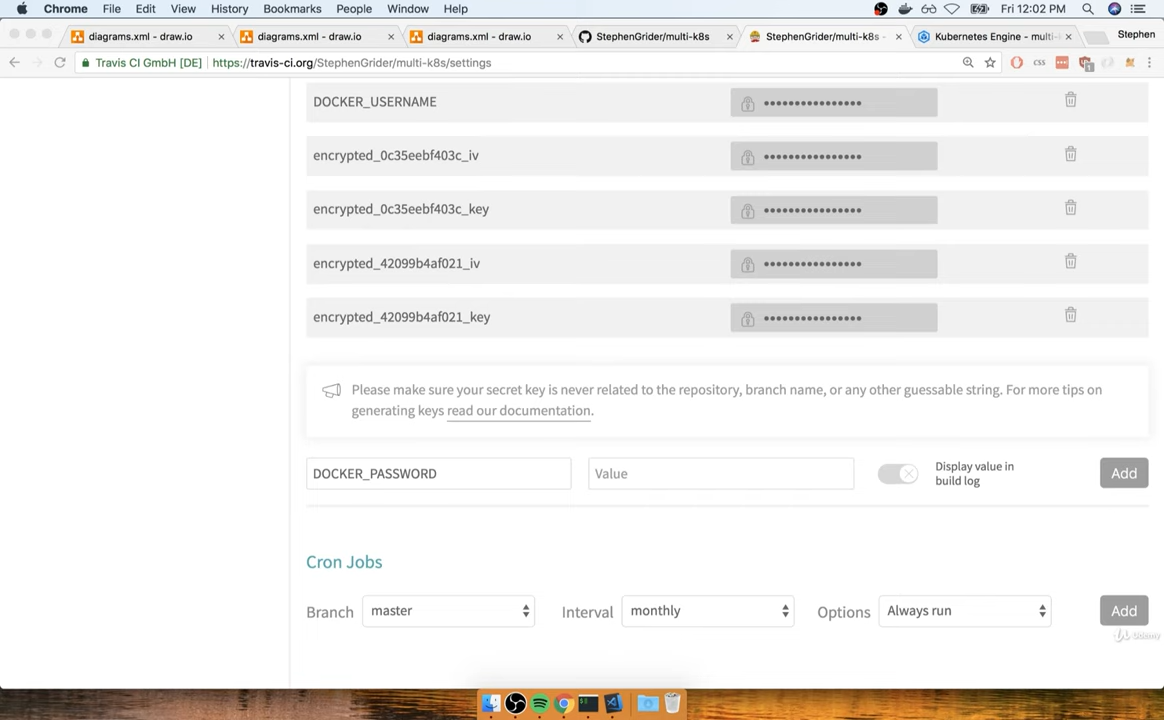 Chrome File Edit View History Bookmarks People Window Help Fri 12:02 PM
diagrams.xml - draw.io diagrams.xml - draw.io diagrams.xml - draw.io StephenGrider/multi-k8s StephenGrider/multi-k8s - Kubernetes Engine - multi- Stephen
Travis CI GmbH [DE] https://travis-ci.org/StephenGrider/multi-k8s/settings css 1
DOCKER_USERNAME ••••••••••••••••
encrypted_0c35eebf403c_iv ••••••••••••••••
encrypted_0c35eebf403c_key ••••••••••••••••
encrypted_42099b4af021_iv ••••••••••••••••
encrypted_42099b4af021_key ••••••••••••••••
Please make sure your secret key is never related to the repository, branch name, or any other guessable string. For more tips on
generating keys read our documentation.
DOCKER_PASSWORD Value Display value in
build log Add
Cron Jobs
Branch master Interval monthly Options Always run Add
Udemy